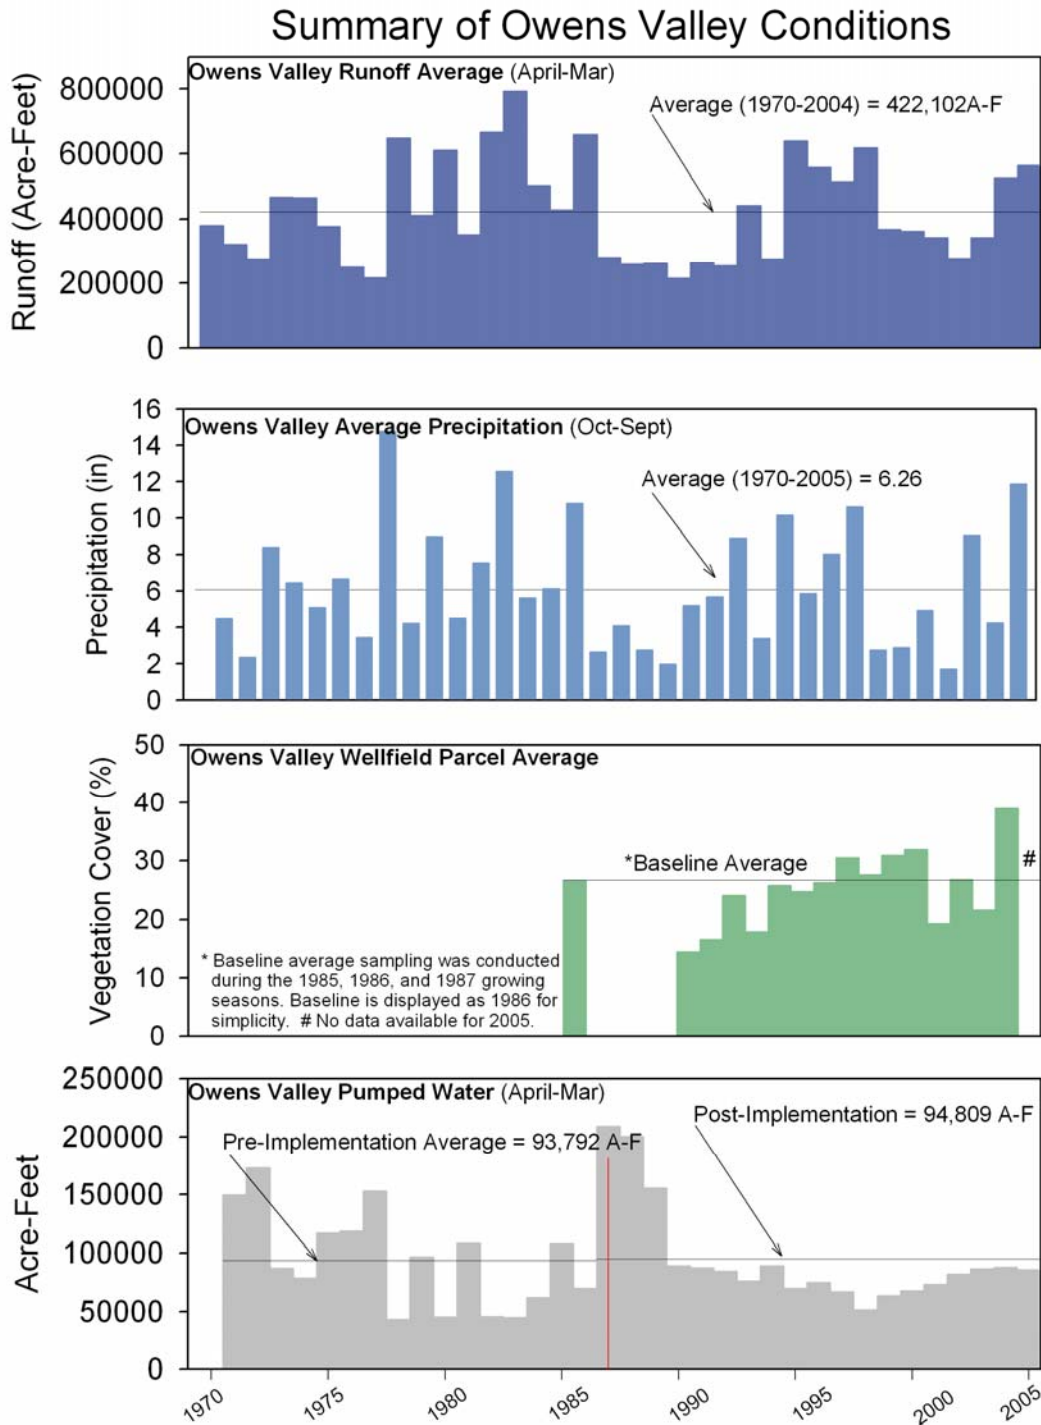 Summary of Owens Valley Conditions
Owens Valley Runoff Average (April-Mar)
Average (1970-2004) = 422,102A-F
Runoff (Acre-Feet)
800000
600000
400000
200000
0
Owens Valley Average Precipitation (Oct-Sept)
Average (1970-2005) = 6.26
Precipitation (in)
16
14
12
10
8
6
4
2
0
Owens Valley Wellfield Parcel Average
*Baseline Average
#
Vegetation Cover (%)
50
40
30
20
10
0
* Baseline average sampling was conducted
during the 1985, 1986, and 1987 growing
seasons. Baseline is displayed as 1986 for
simplicity. # No data available for 2005.
Owens Valley Pumped Water (April-Mar)
Pre-Implementation Average = 93,792 A-F
Post-Implementation = 94,809 A-F
Acre-Feet
250000
200000
150000
100000
50000
0
1970
1975
1980
1985
1990
1995
2000
2005